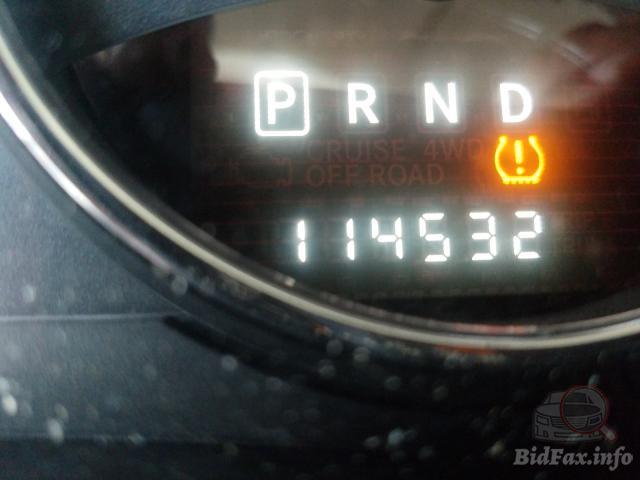 P R N D
CRUISE 4WD
OFF ROAD
114532
BidFax.info